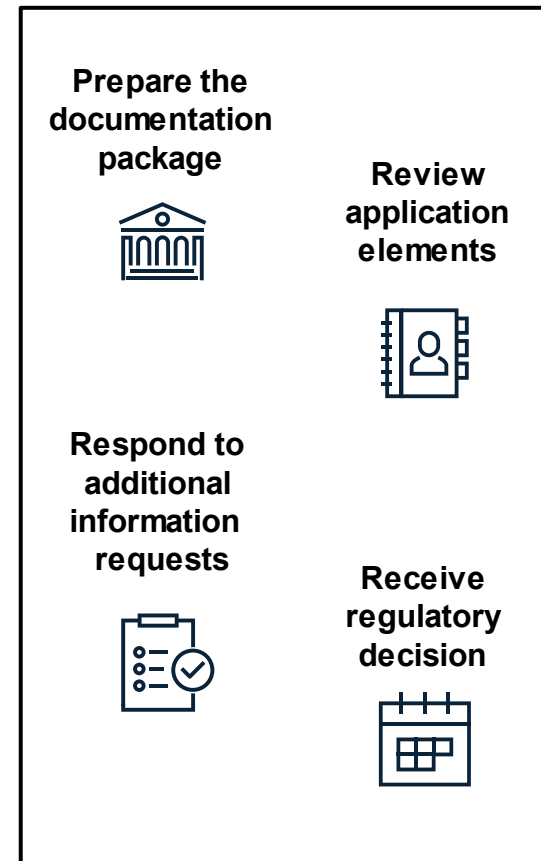 Prepare the
documentation
package
Review
application
elements
Respond to
additional
information
requests
Receive
regulatory
decision